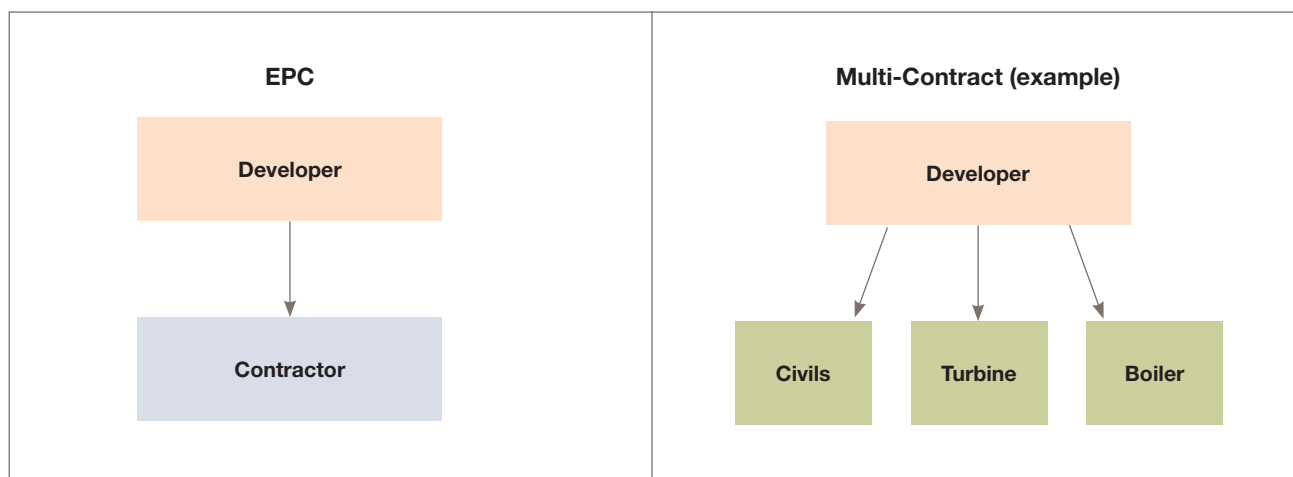 EPC
Developer
Contractor
Multi-Contract (example)
Developer
Civils
Turbine
Boiler